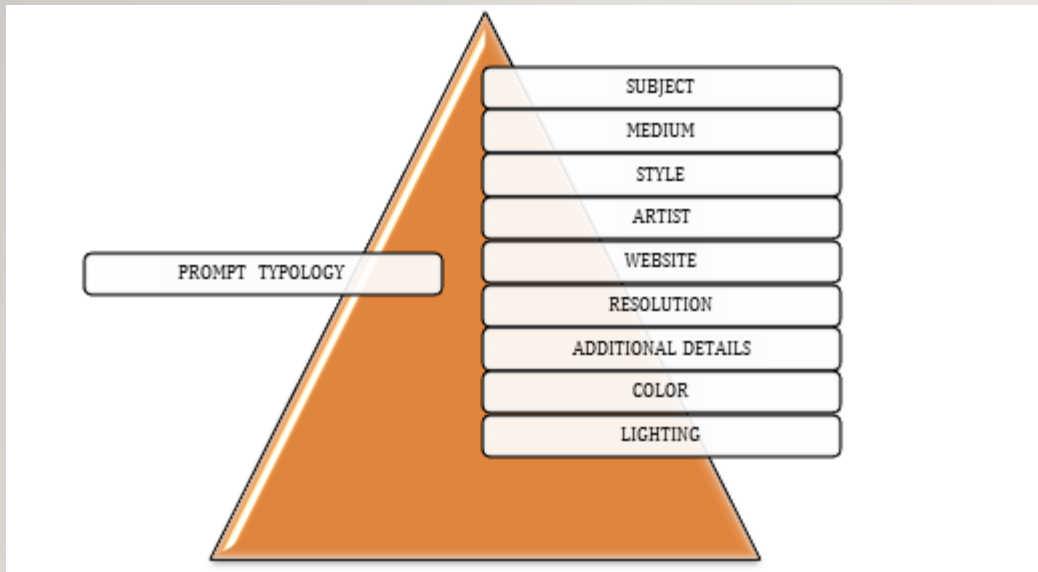 SUBJECT
MEDIUM
STYLE
ARTIST
WEBSITE
PROMPT TYPOLOGY
RESOLUTION
ADDITIONAL DETAILS
COLOR
LIGHTING